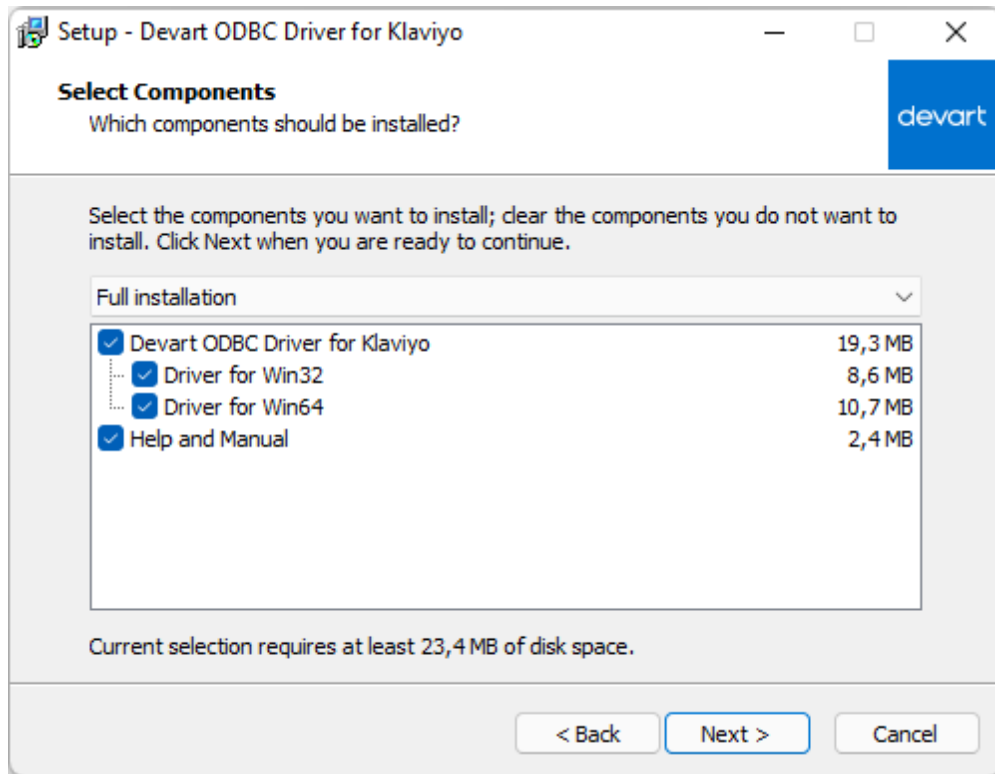 Setup - Devart ODBC Driver for Klaviyo
Select Components
Which components should be installed?
devart
Select the components you want to install; clear the components you do not want to
install. Click Next when you are ready to continue.
Full installation
Devart ODBC Driver for Klaviyo 19,3 MB
Driver for Win32 8,6 MB
Driver for Win64 10,7 MB
Help and Manual 2,4 MB
Current selection requires at least 23,4 MB of disk space.
< Back Next > Cancel